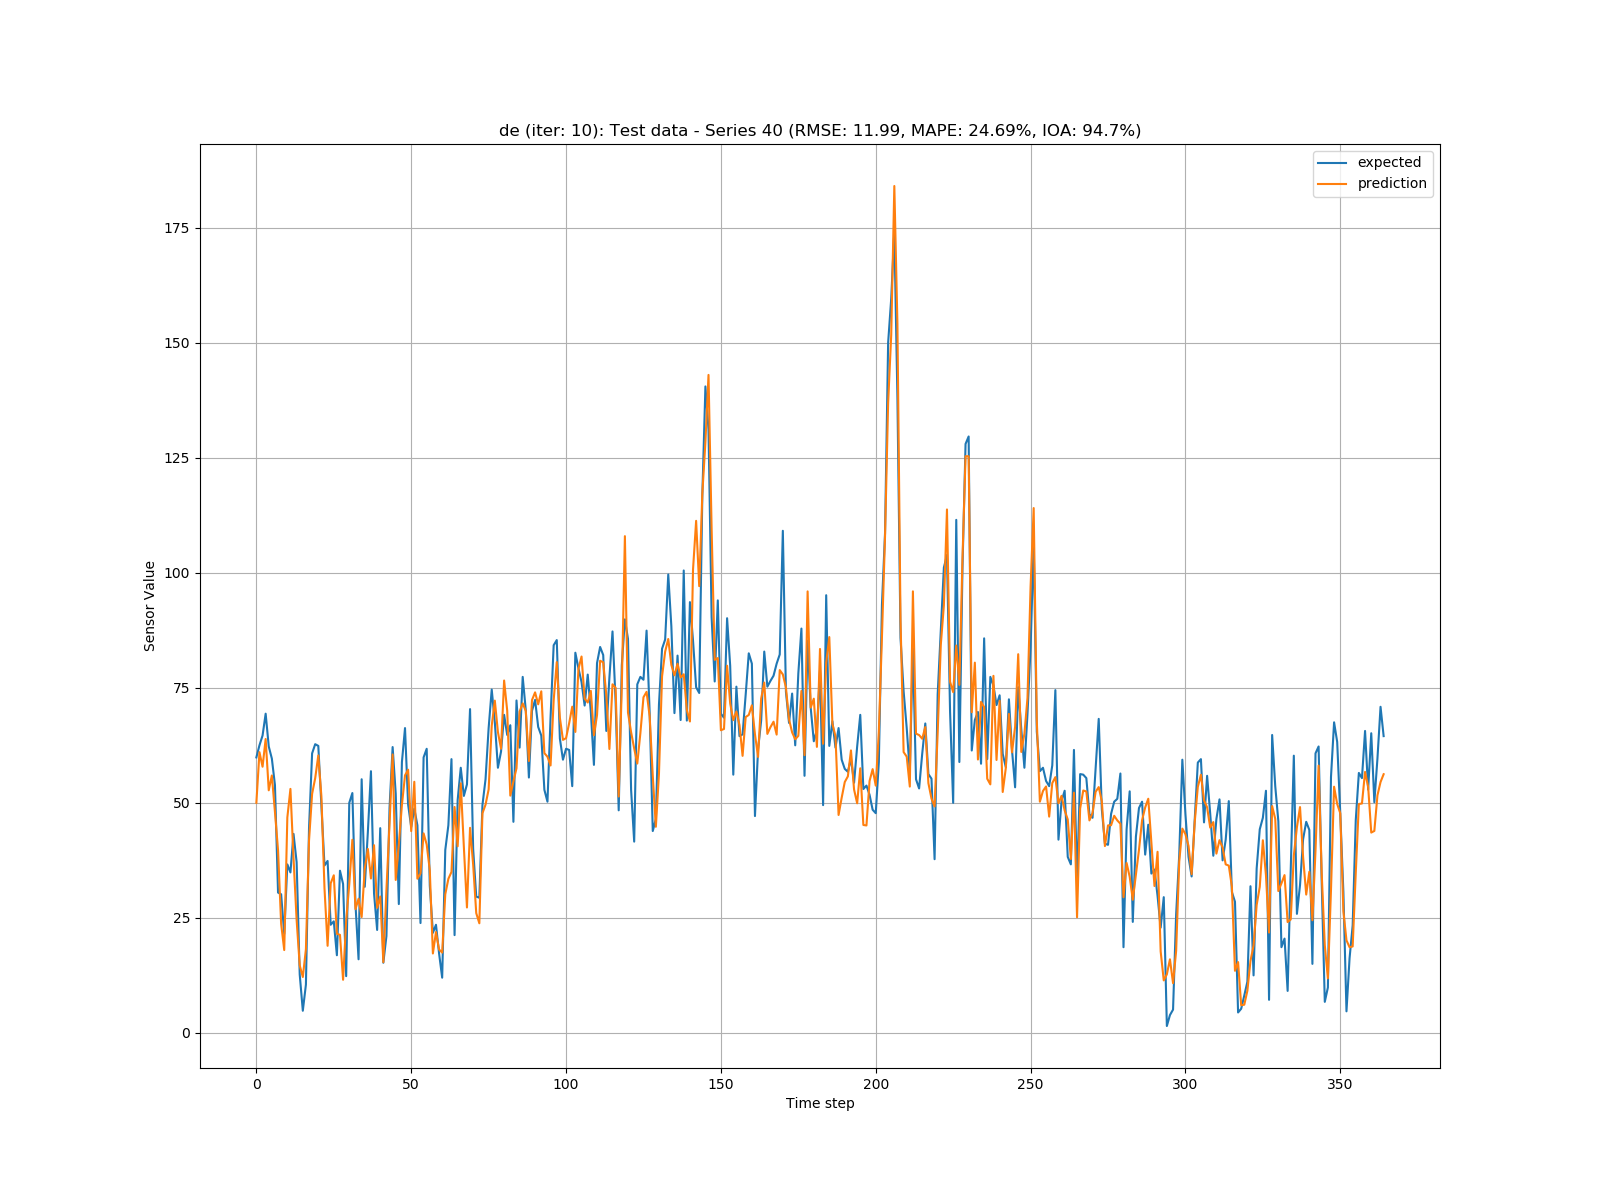 de (iter: 10): Test data - Series 40 (RMSE: 11.99, MAPE: 24.69%, IOA: 94.7%)
expected
prediction
175
150
125
100
75
50
25
0
Sensor Value
0 50 100 150 200 250 300 350
Time step